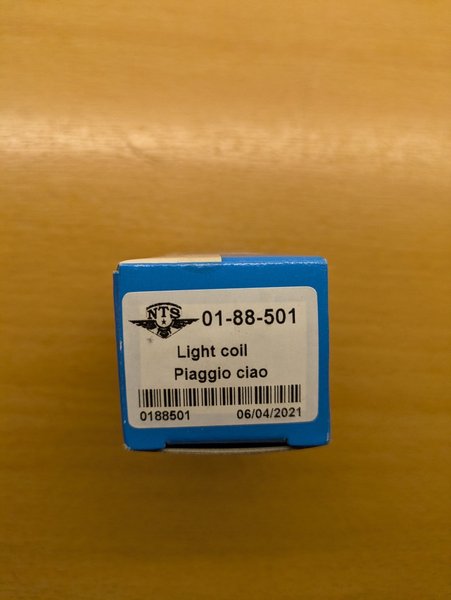 NTS 01-88-501
Light coil
Piaggio ciao
0188501 06/04/2021